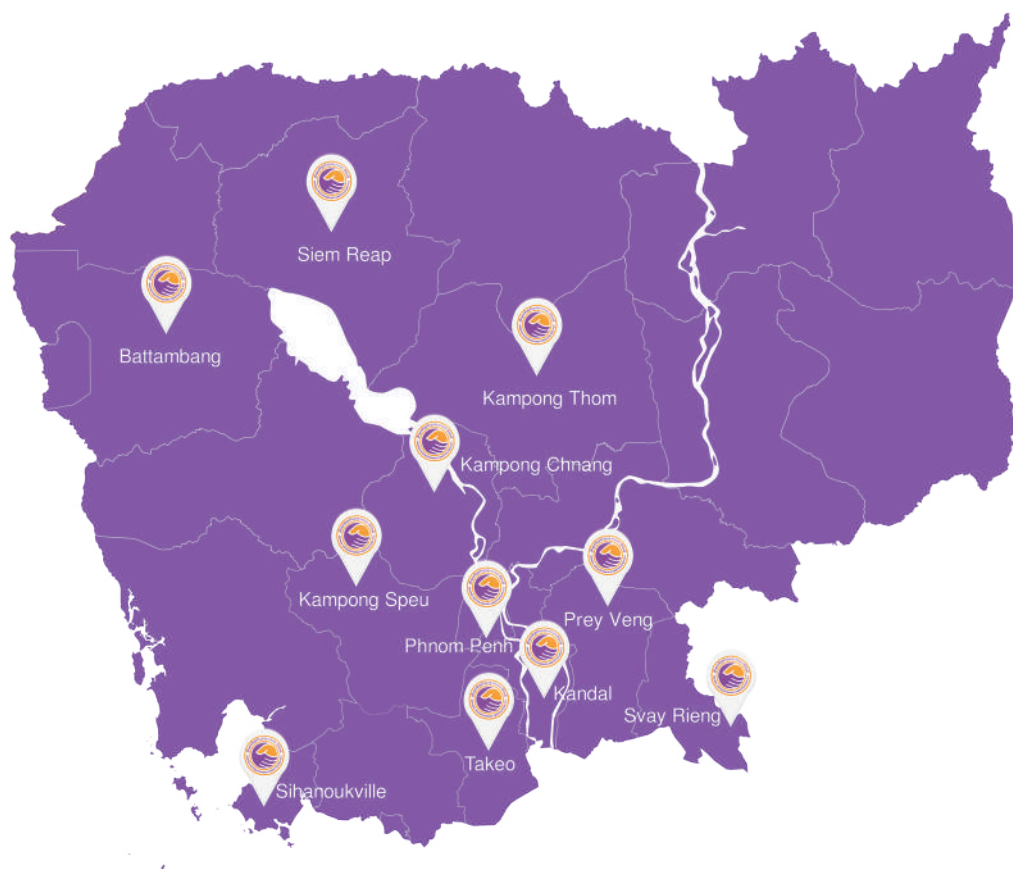 Siem Reap
Battambang
Kampong Thom
Kampong Chnang
Kampong Speu
Prey Veng
Phnom Penh
Kandal
Svay Rieng
Takeo
Sihanoukville